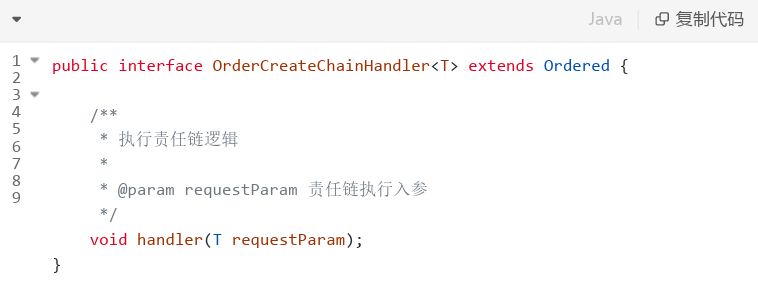 Java 复制代码
1 public interface OrderCreateChainHandler<T> extends Ordered {
2
3 /**
4 * 执行责任链逻辑
5 *
6 * @param requestParam 责任链执行入参
7 */
8 void handler(T requestParam);
9 }